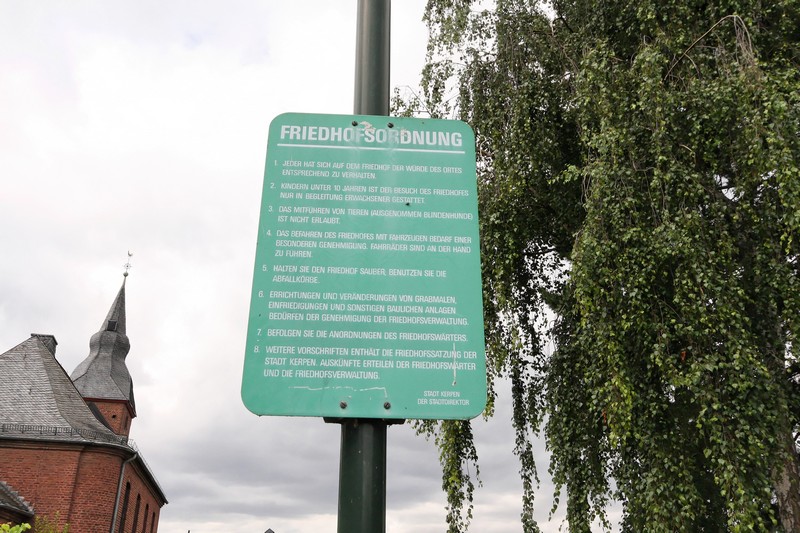 FRIEDHOFSORDNUNG
1. JEDER HAT SICH AUF DEM FRIEDHOF DER WÜRDE DES ORTES
ENTSPRECHEND ZU VERHALTEN.
2. KINDERN UNTER 10 JAHREN IST DER BESUCH DES FRIEDHOFES
NUR IN BEGLEITUNG ERWACHSENER GESTATTET.
3. DAS MITFÜHREN VON TIEREN (AUSGENOMMEN BLINDENHUNDE)
IST NICHT ERLAUBT.
4. DAS BEFAHREN DES FRIEDHOFES MIT FAHRZEUGEN BEDARF EINER
BESONDEREN GENEHMIGUNG. FAHRRÄDER SIND AN DER HAND
ZU FÜHREN.
5. HALTEN SIE DEN FRIEDHOF SAUBER, BENUTZEN SIE DIE
ABFALLKÖRBE.
6. ERRICHTUNGEN UND VERÄNDERUNGEN VON GRABMALEN,
EINFRIEDIGUNGEN UND SONSTIGEN BAULICHEN ANLAGEN
BEDÜRFEN DER GENEHMIGUNG DER FRIEDHOFSVERWALTUNG.
7. BEFOLGEN SIE DIE ANORDNUNGEN DES FRIEDHOFSWÄRTERS.
8. WEITERE VORSCHRIFTEN ENTHÄLT DIE FRIEDHOFSSATZUNG DER
STADT KERPEN. AUSKÜNFTE ERTEILEN DER FRIEDHOFSWÄRTER
UND DIE FRIEDHOFSVERWALTUNG.
STADT KERPEN
DER STADTDIREKTOR